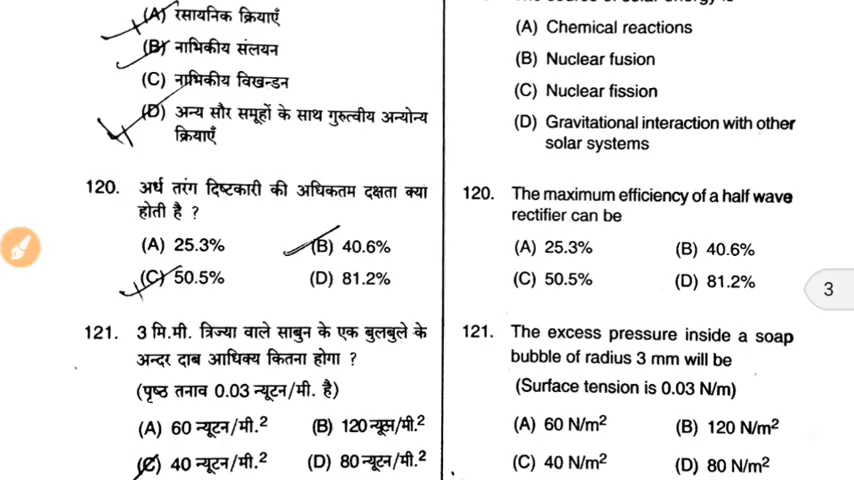 (A) रसायनिक क्रियाएँ
(B) नाभिकीय संलयन
(C) नाभिकीय विखन्डन
(D) अन्य सौर समूहों के साथ गुरुत्वीय अन्योन्य
क्रियाएँ
120. अर्ध तरंग दिष्टकारी की अधिकतम दक्षता क्या
होती है ?
(A) 25.3% (B) 40.6%
(C) 50.5% (D) 81.2%
121. 3 मि.मी. त्रिज्या वाले साबुन के एक बुलबुले के
अन्दर दाब आधिक्य कितना होगा ?
(पृष्ठ तनाव 0.03 न्यूटन/मी. है)
(A) 60 न्यूटन/मी.² (B) 120 न्यूटन/मी.²
(C) 40 न्यूटन/मी.² (D) 80 न्यूटन/मी.²
(A) Chemical reactions
(B) Nuclear fusion
(C) Nuclear fission
(D) Gravitational interaction with other
solar systems
120. The maximum efficiency of a half wave
rectifier can be
(A) 25.3% (B) 40.6%
(C) 50.5% (D) 81.2%
121. The excess pressure inside a soap
bubble of radius 3 mm will be
(Surface tension is 0.03 N/m)
(A) 60 N/m² (B) 120 N/m²
(C) 40 N/m² (D) 80 N/m²
3